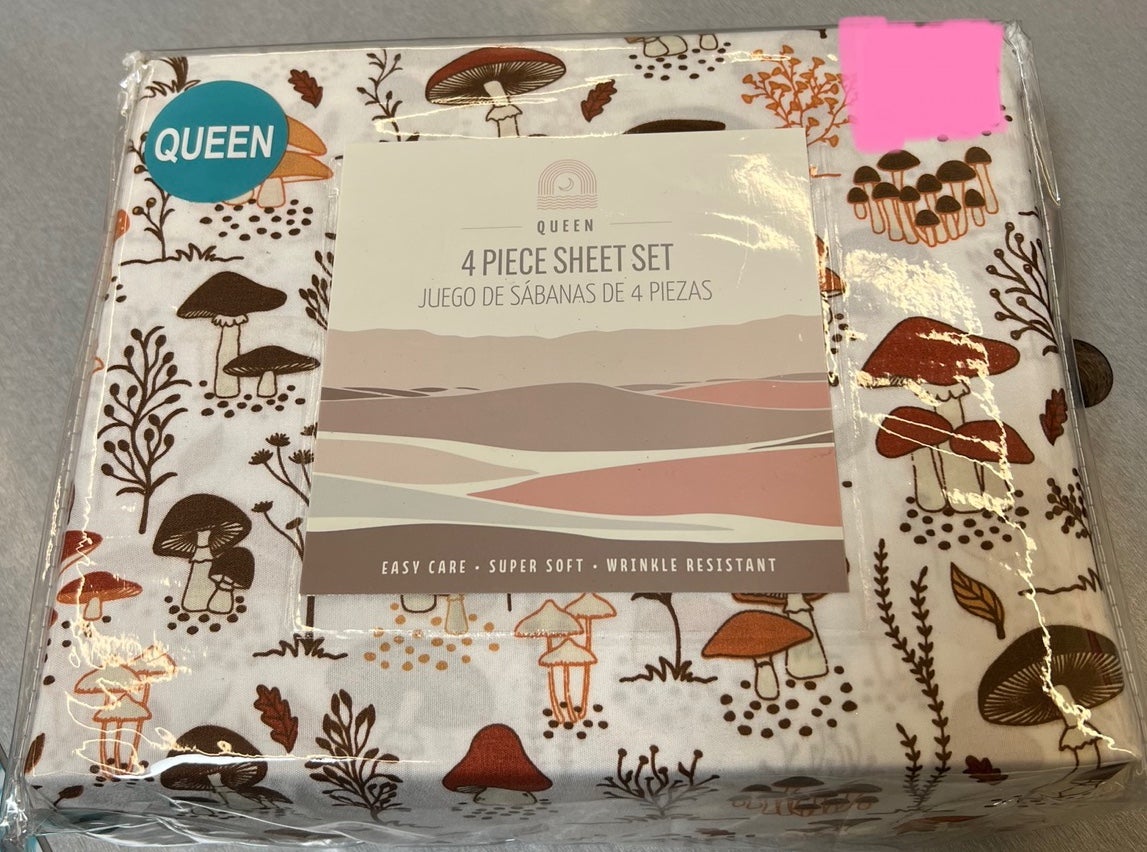 QUEEN
QUEEN
4 PIECE SHEET SET
JUEGO DE SÁBANAS DE 4 PIEZAS
EASY CARE • SUPER SOFT • WRINKLE RESISTANT